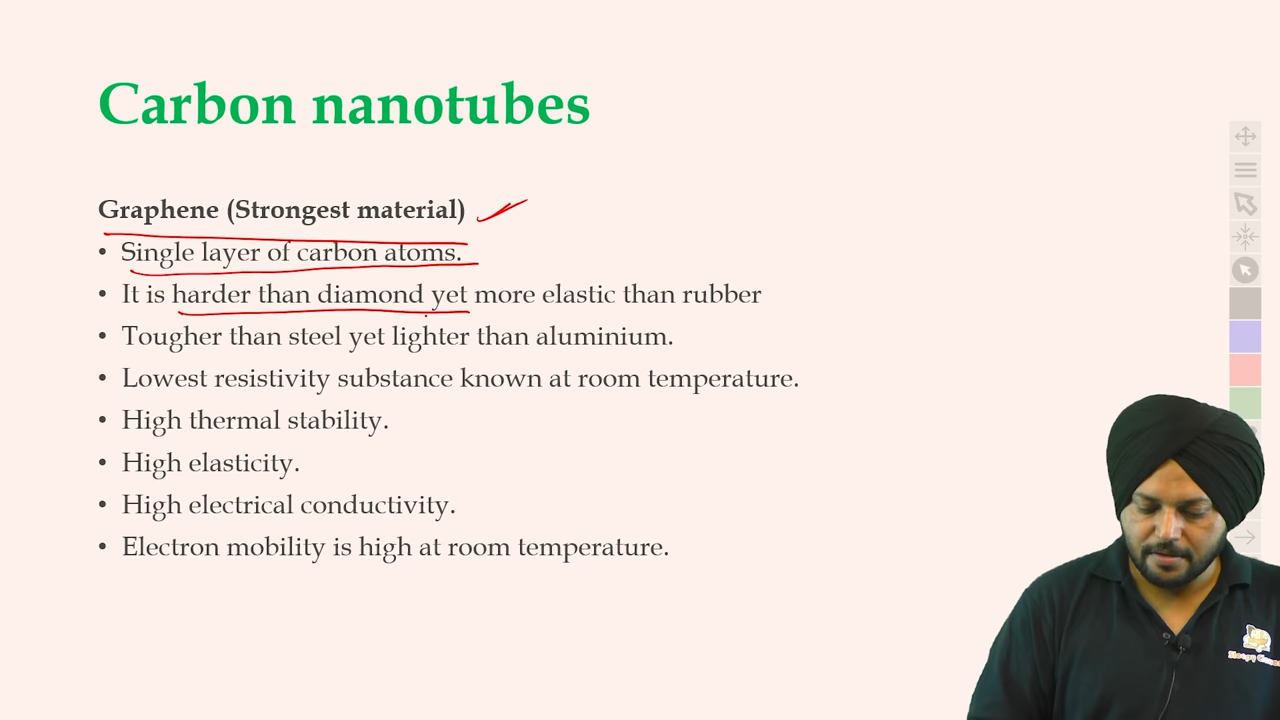 Carbon nanotubes
Graphene (Strongest material)
• Single layer of carbon atoms.
• It is harder than diamond yet more elastic than rubber
• Tougher than steel yet lighter than aluminium.
• Lowest resistivity substance known at room temperature.
• High thermal stability.
• High elasticity.
• High electrical conductivity.
• Electron mobility is high at room temperature.